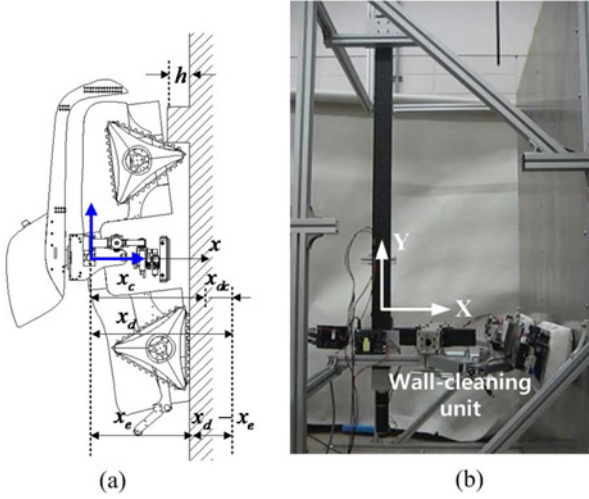 h
x
x_c
x_dc
x_d
x_e
x_d - x_e
Y
X
Wall-cleaning
unit
(a)
(b)